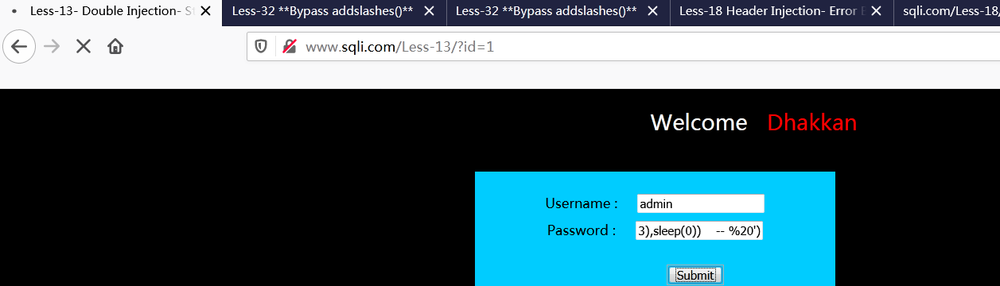 Less-13- Double Injection- St
Less-32 **Bypass addslashes()**
Less-32 **Bypass addslashes()**
Less-18 Header Injection- Error B
sqli.com/Less-18/
www.sqli.com/Less-13/?id=1
Welcome Dhakkan
Username : admin
Password : 3),sleep(0)) -- %20')
Submit